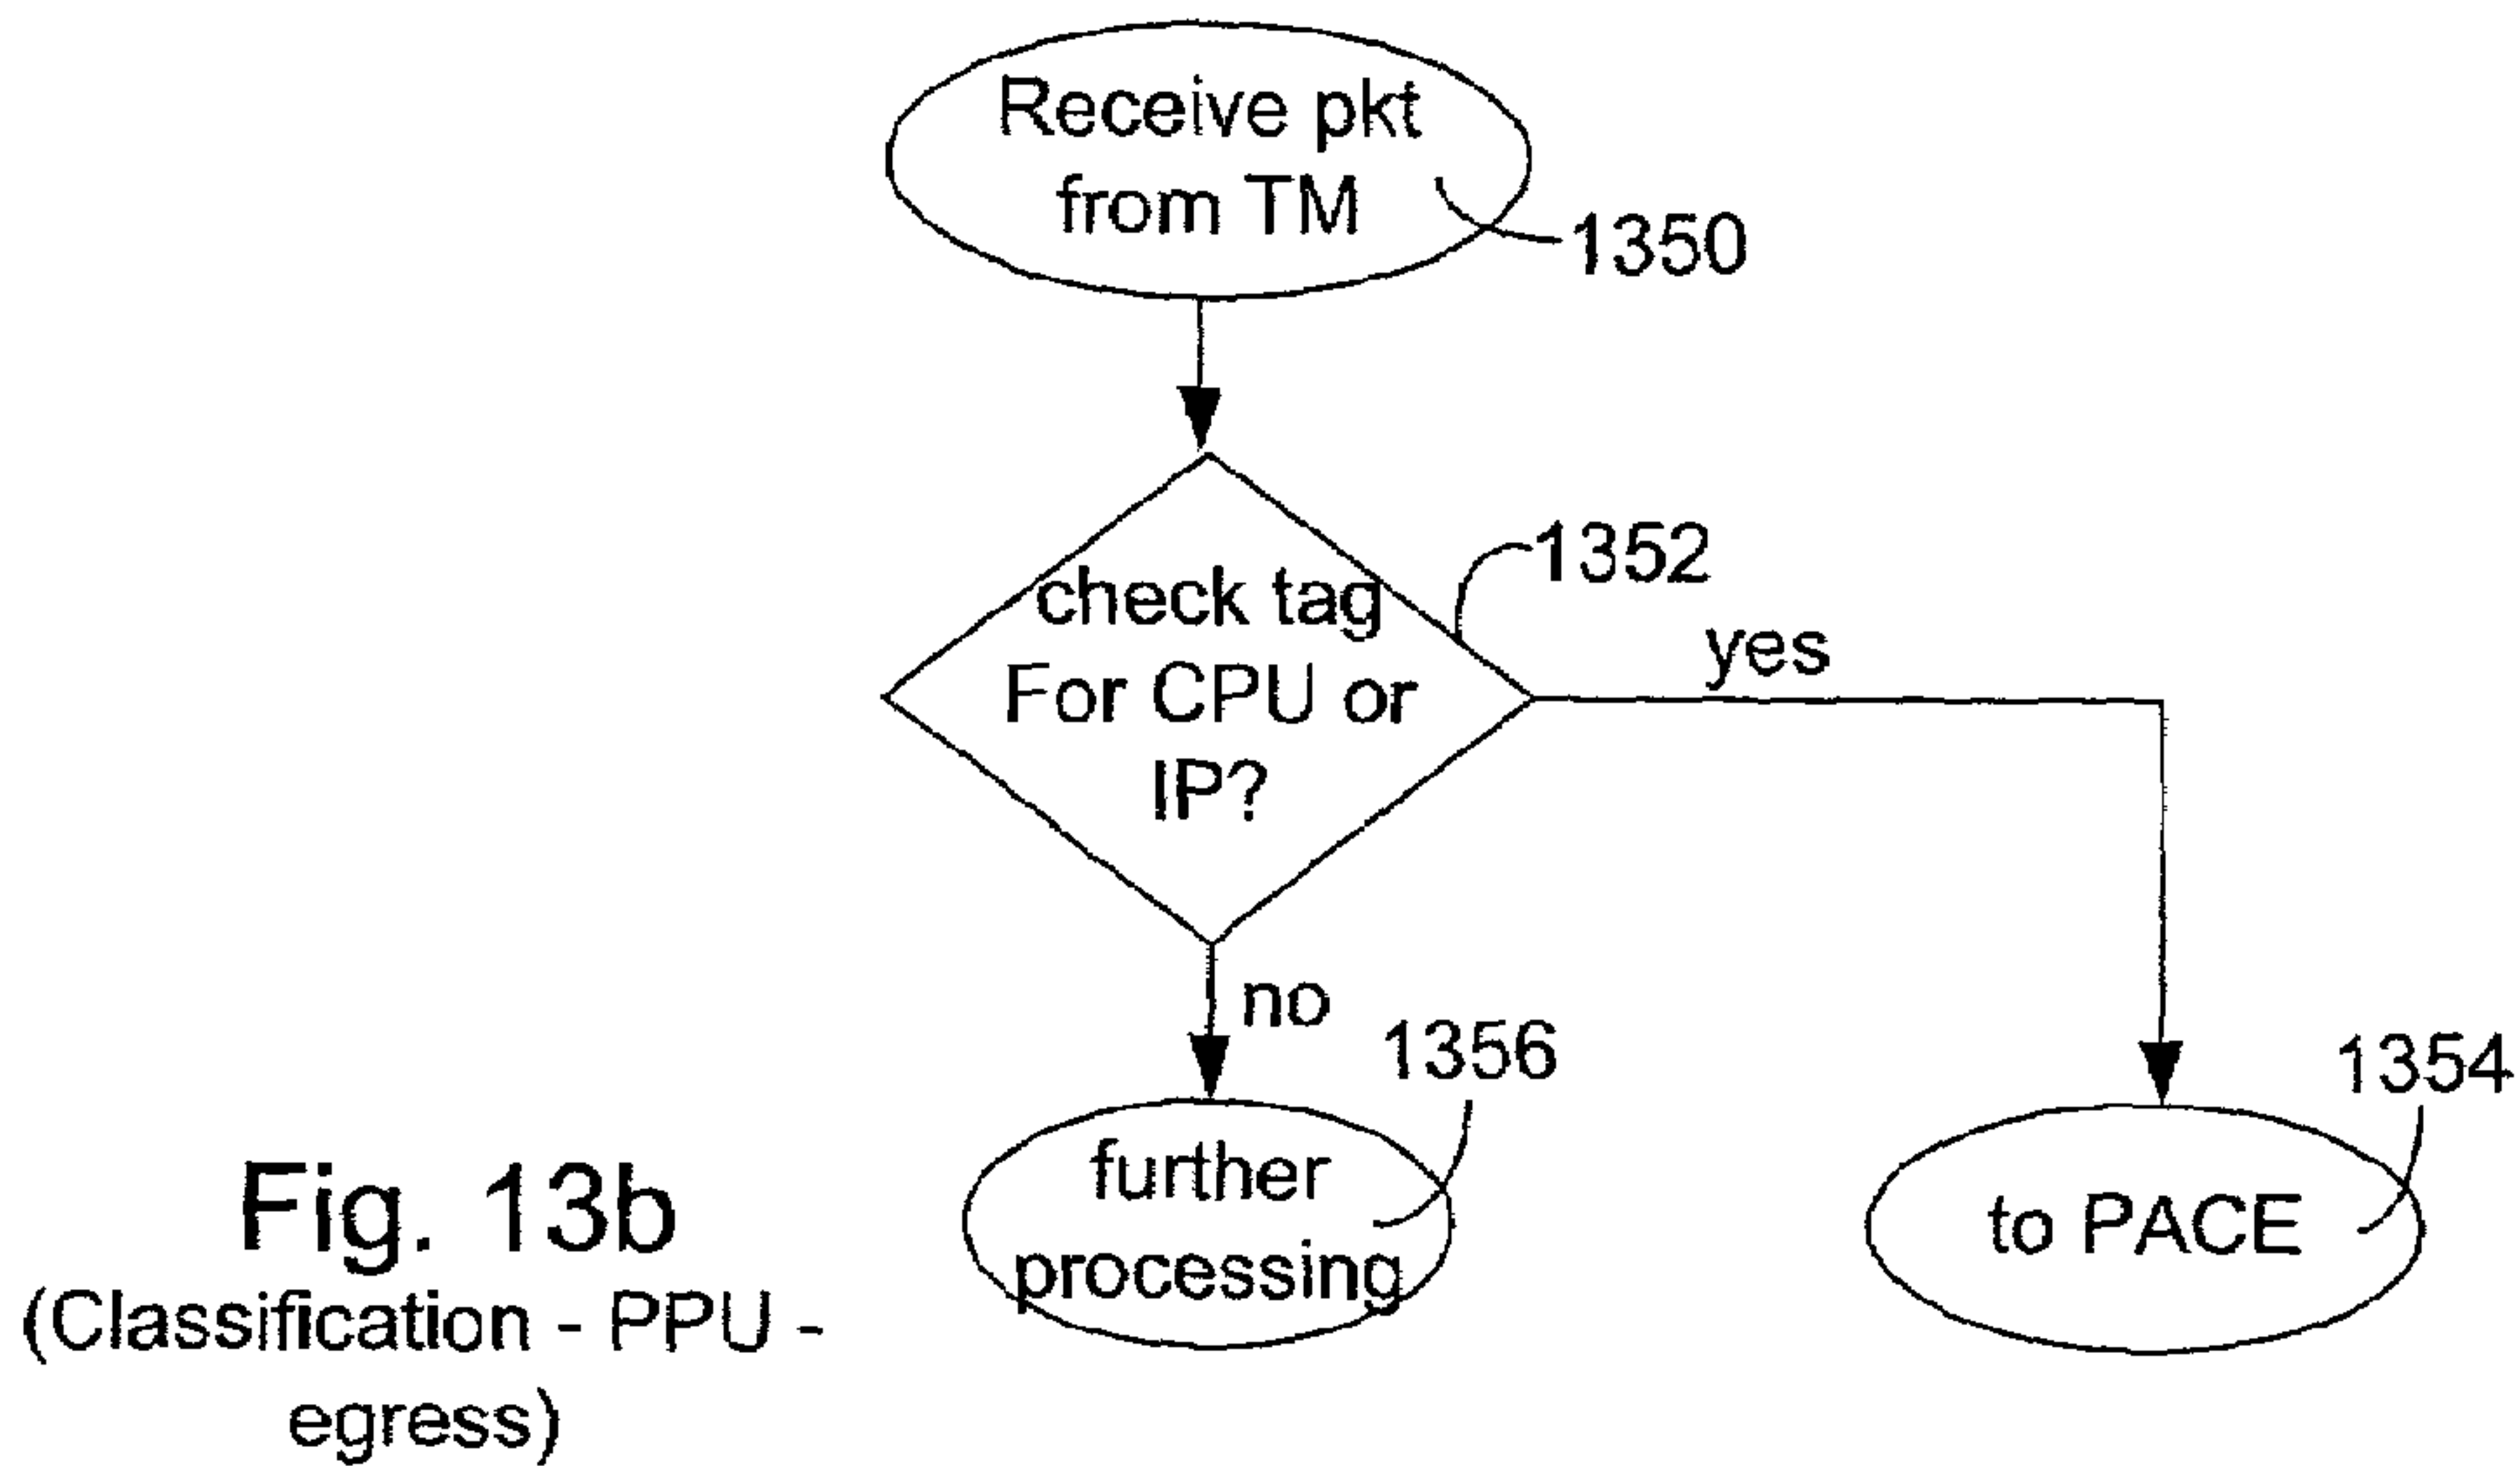 Receive pkt
from TM
1350
check tag
For CPU or
IP?
1352
yes
no
1356
1354
further
processing
to PACE
Fig. 13b
(Classification - PPU -
egress)